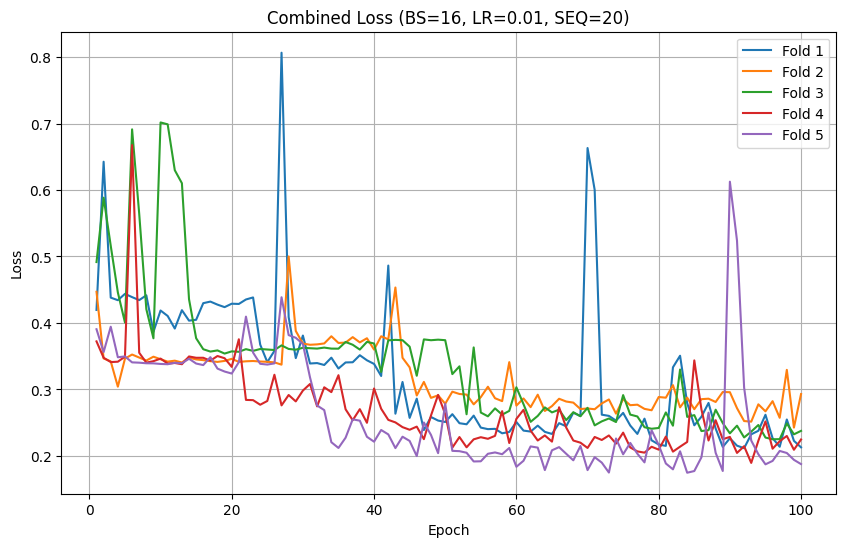 Combined Loss (BS=16, LR=0.01, SEQ=20)
Fold 1
Fold 2
Fold 3
Fold 4
Fold 5
0.8
0.7
0.6
0.5
0.4
0.3
0.2
Loss
0 20 40 60 80 100
Epoch